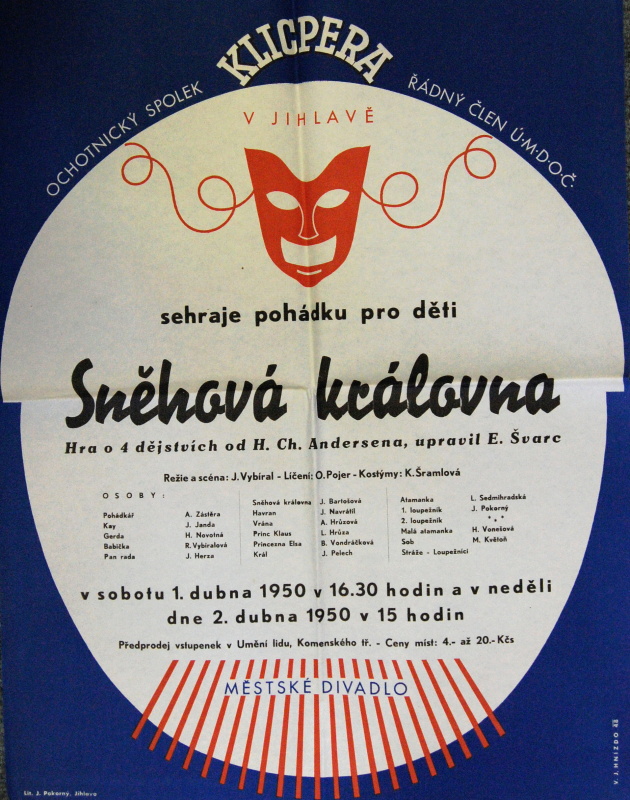 KLICPERA
OCHOTNICKÝ SPOLEK
ŘÁDNÝ ČLEN Ú·M·D·O·Č·
V JIHLAVĚ
sehraje pohádku pro děti
Sněhová královna
Hra o 4 dějstvích od H. Ch. Andersena, upravil E. Švarc
Režie a scéna: J. Vybíral - Líčení: O. Pojer - Kostýmy: K. Šramlová
OSOBY:
Pohádkář A. Zástěra
Kay J. Janda
Gerda H. Novotná
Babička R. Vybíralová
Pan rada J. Herza
Sněhová královna J. Bartošová
Havran J. Navrátil
Vrána A. Hrůzová
Princ Klaus L. Hrůza
Princezna Elsa B. Vondráčková
Král J. Pelech
Atamanka L. Sedmihradská
1. loupežník J. Pokorný
2. loupežník * * *
Malá atamanka H. Vonešová
Sob M. Květoň
Stráže - Loupežníci
v sobotu 1. dubna 1950 v 16.30 hodin a v neděli
dne 2. dubna 1950 v 15 hodin
Předprodej vstupenek v Umění lidu, Komenského tř. - Ceny míst: 4.- až 20.- Kčs
MĚSTSKÉ DIVADLO
Lit. J. Pokorný, Jihlava
V. J. HNIZDO